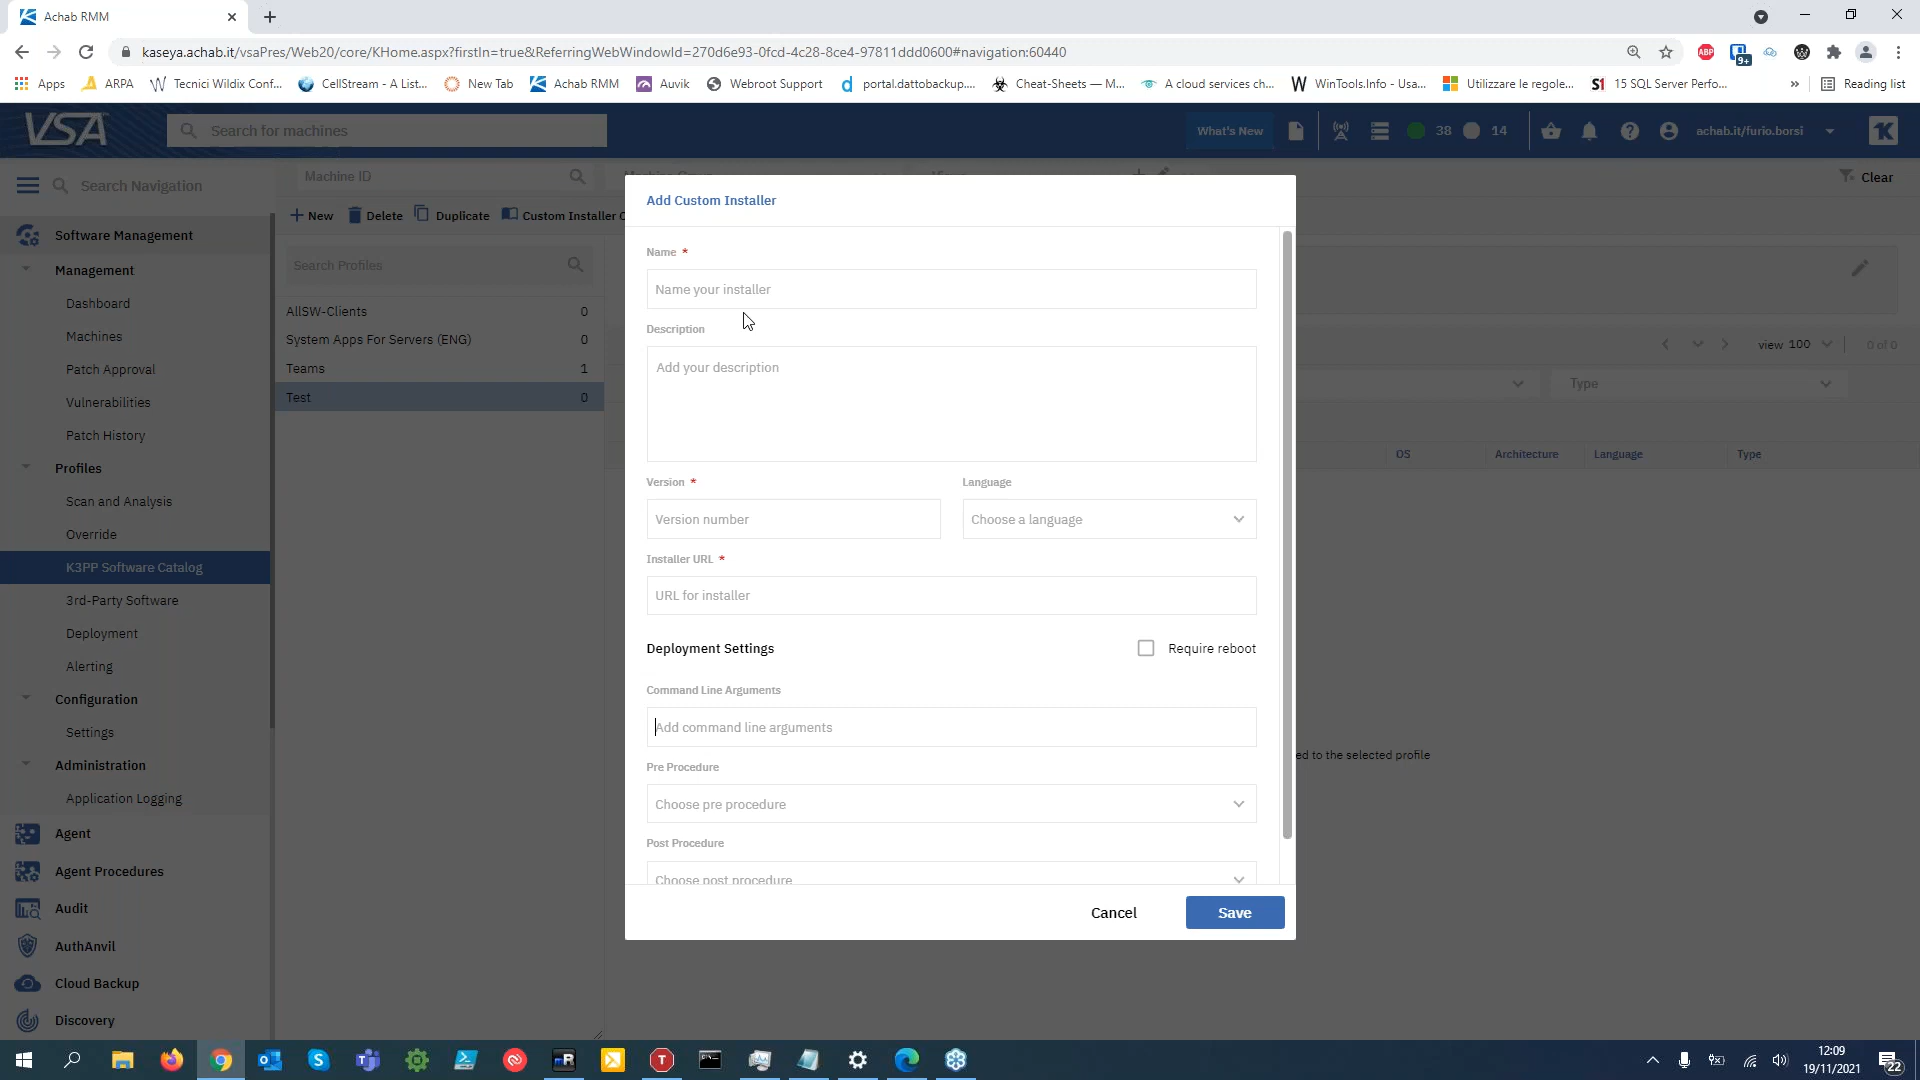 Achab RMM
kaseya.achab.it/vsaPres/Web20/core/KHome.aspx?firstIn=true&ReferringWebWindowId=270d6e93-0fcd-4c28-8ce4-97811ddd0600#navigation:60440
ABP
9+
Apps
ARPA
Tecnici Wildix Conf...
CellStream - A List...
New Tab
Achab RMM
Auvik
Webroot Support
portal.dattobackup....
Cheat-Sheets — M...
A cloud services ch...
WinTools.Info - Usa...
Utilizzare le regole...
S1 15 SQL Server Perfo...
»
Reading list
VSA
Search for machines
What's New
38
14
achab.it/furio.borsi
Search Navigation
Machine ID
Clear
New
Delete
Duplicate
Custom Installer C
Software Management
Management
Dashboard
Machines
Patch Approval
Vulnerabilities
Patch History
Profiles
Scan and Analysis
Override
K3PP Software Catalog
3rd-Party Software
Deployment
Alerting
Configuration
Settings
Administration
Application Logging
Agent
Agent Procedures
Audit
AuthAnvil
Cloud Backup
Discovery
Search Profiles
AllSW-Clients 0
System Apps For Servers (ENG) 0
Teams 1
Test 0
Add Custom Installer
Name *
Name your installer
Description
Add your description
Version *
Language
Version number
Choose a language
Installer URL *
URL for installer
Deployment Settings
Require reboot
Command Line Arguments
Add command line arguments
Pre Procedure
Choose pre procedure
Post Procedure
Choose post procedure
Cancel
Save
view 100
0 of 0
Type
OS
Architecture
Language
Type
ed to the selected profile
12:09
19/11/2021
22